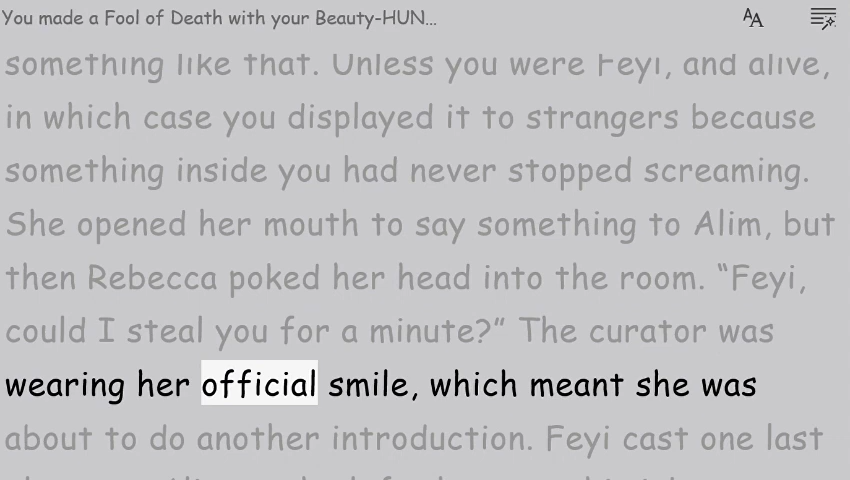 You made a Fool of Death with your Beauty-HUN...
AA
something like that. Unless you were Feyi, and alive,
in which case you displayed it to strangers because
something inside you had never stopped screaming.
She opened her mouth to say something to Alim, but
then Rebecca poked her head into the room. “Feyi,
could I steal you for a minute?” The curator was
wearing her official smile, which meant she was
about to do another introduction. Feyi cast one last